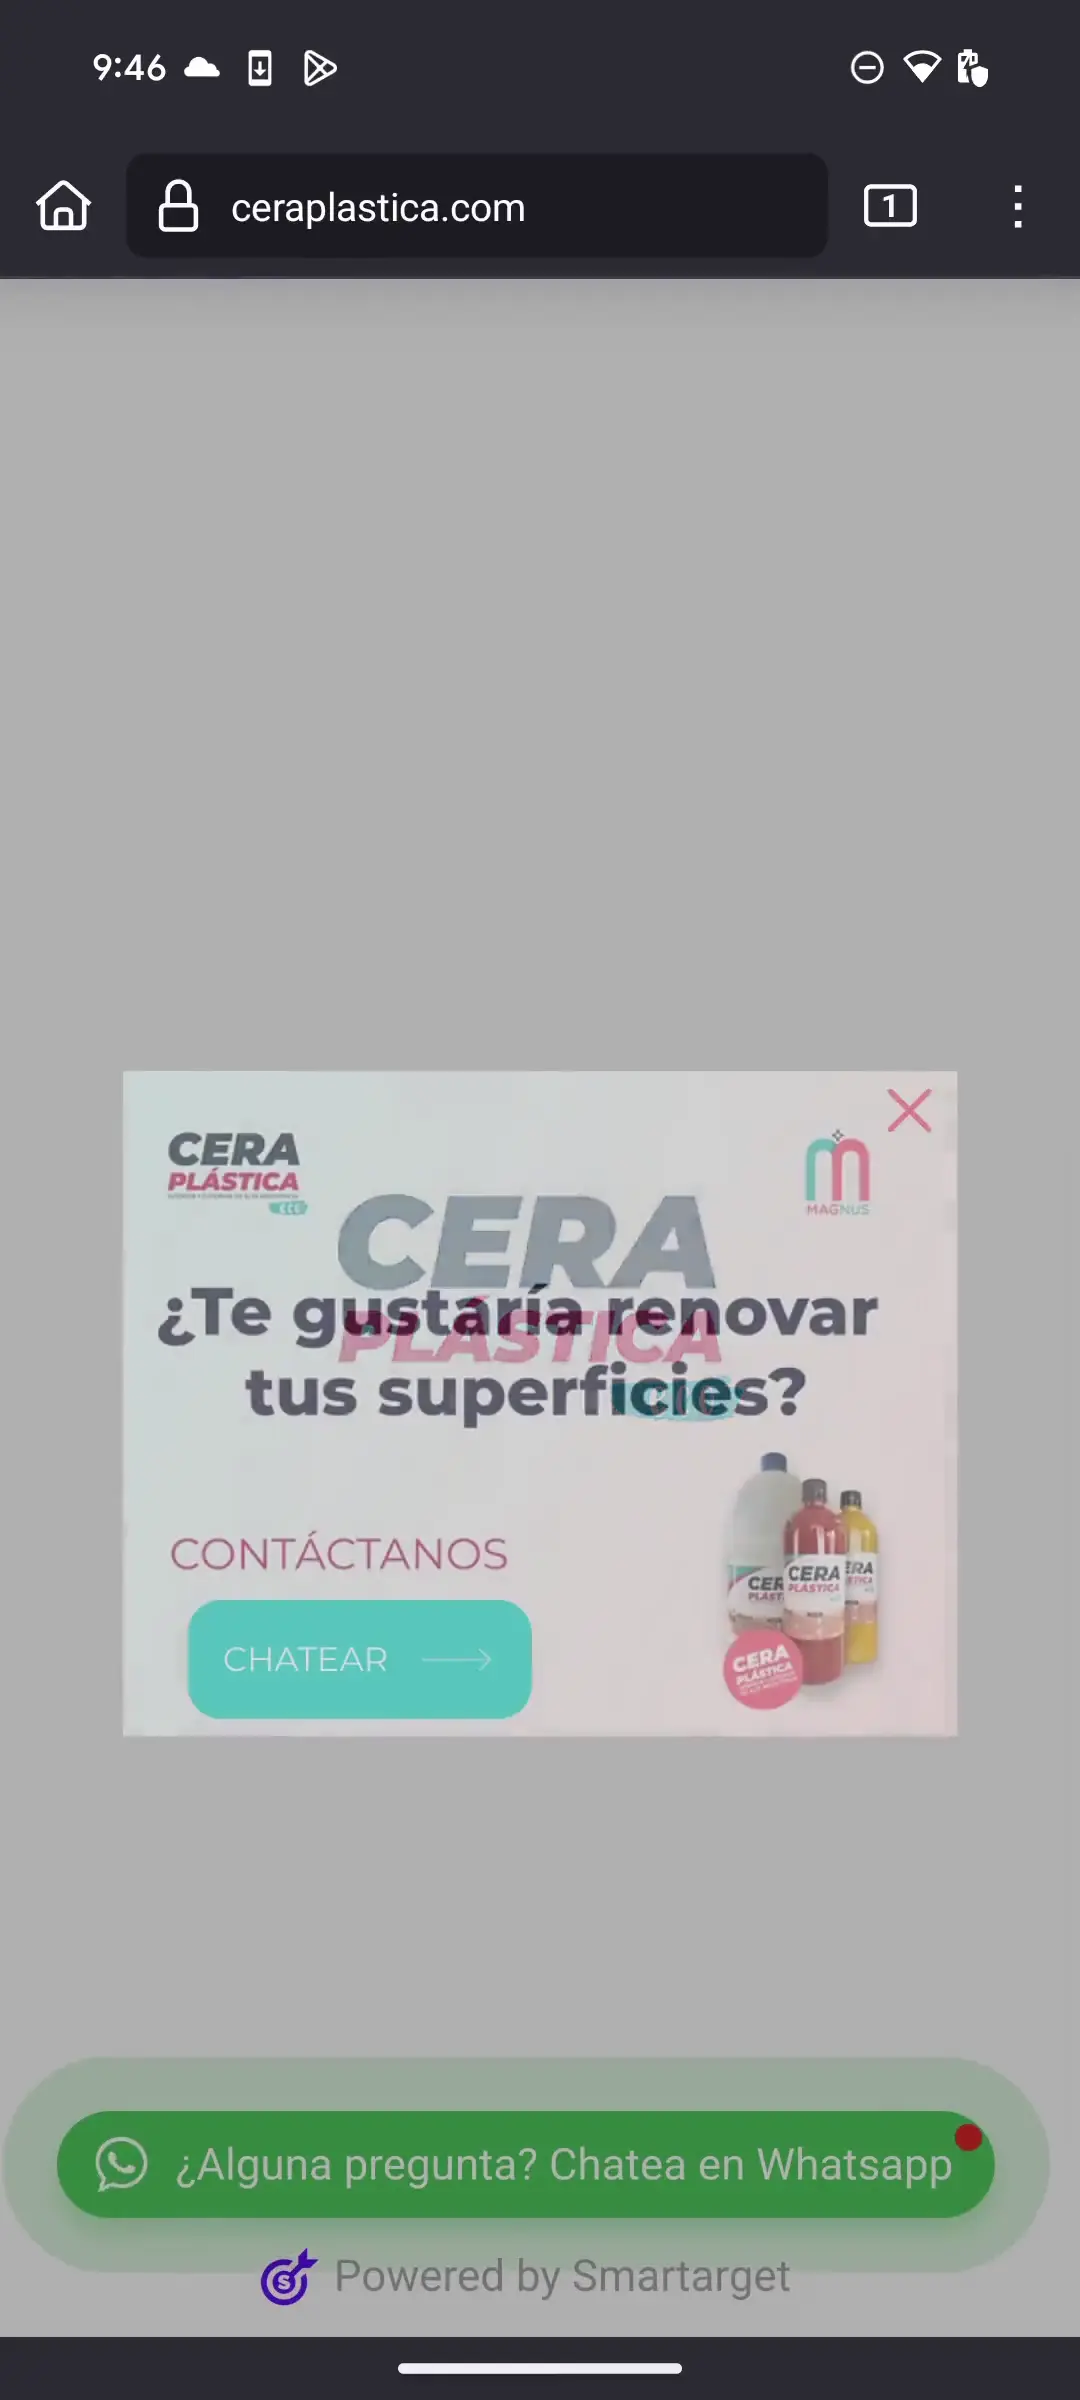 9:46
ceraplastica.com
1
CERA
PLÁSTICA
MAGNUS
CERA
PLÁSTICA
¿Te gustaría renovar
tus superficies?
CONTÁCTANOS
CHATEAR
CERA
PLÁSTICA
CERA
PLÁSTICA
¿Alguna pregunta? Chatea en Whatsapp
Powered by Smartarget